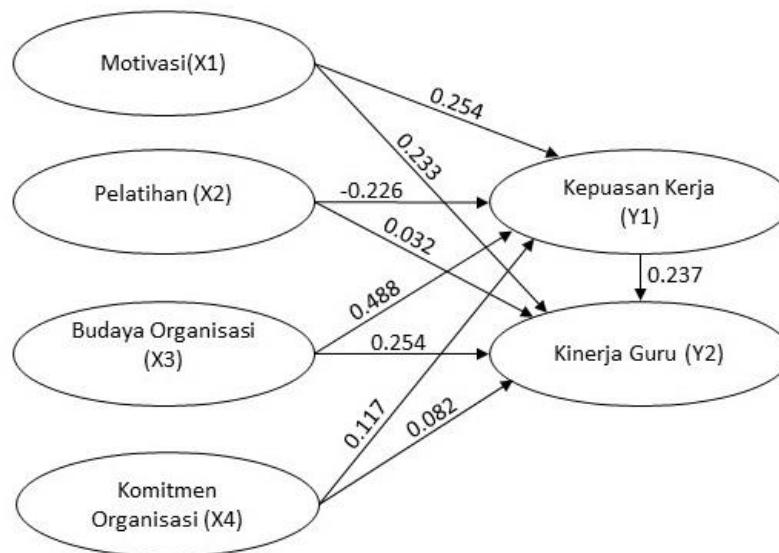 Motivasi(X1)
0.254
0.233
Pelatihan (X2)
-0.226
0.032
Kepuasan Kerja
(Y1)
0.237
Budaya Organisasi
(X3)
0.488
0.254
Kinerja Guru (Y2)
0.117
0.082
Komitmen
Organisasi (X4)